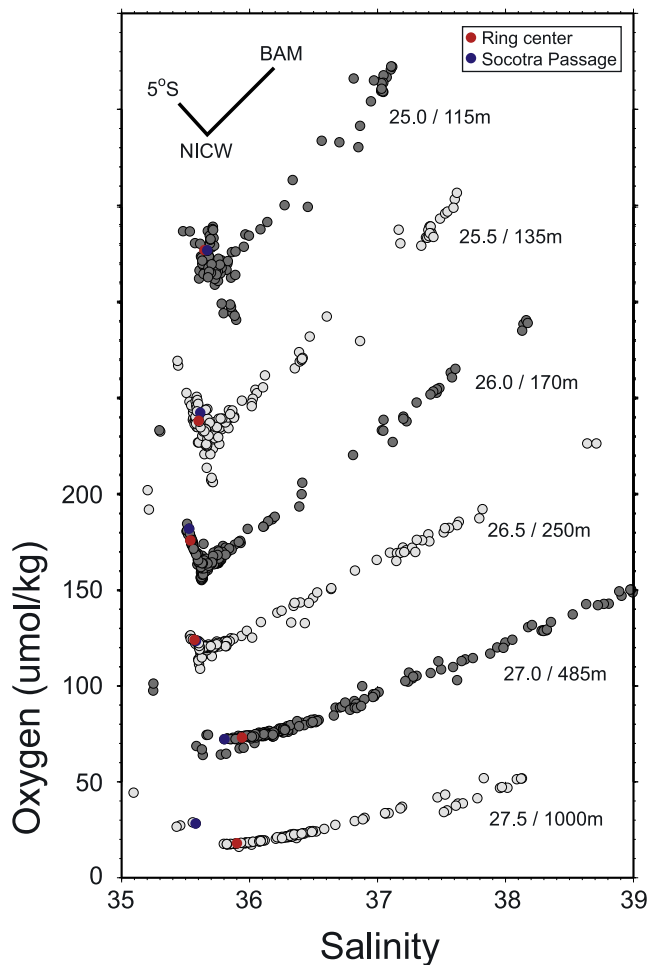 BAM
5°S
NICW
Ring center
Socotra Passage
25.0 / 115m
25.5 / 135m
26.0 / 170m
26.5 / 250m
27.0 / 485m
27.5 / 1000m
200
150
100
50
0
Oxygen (umol/kg)
35 36 37 38 39
Salinity